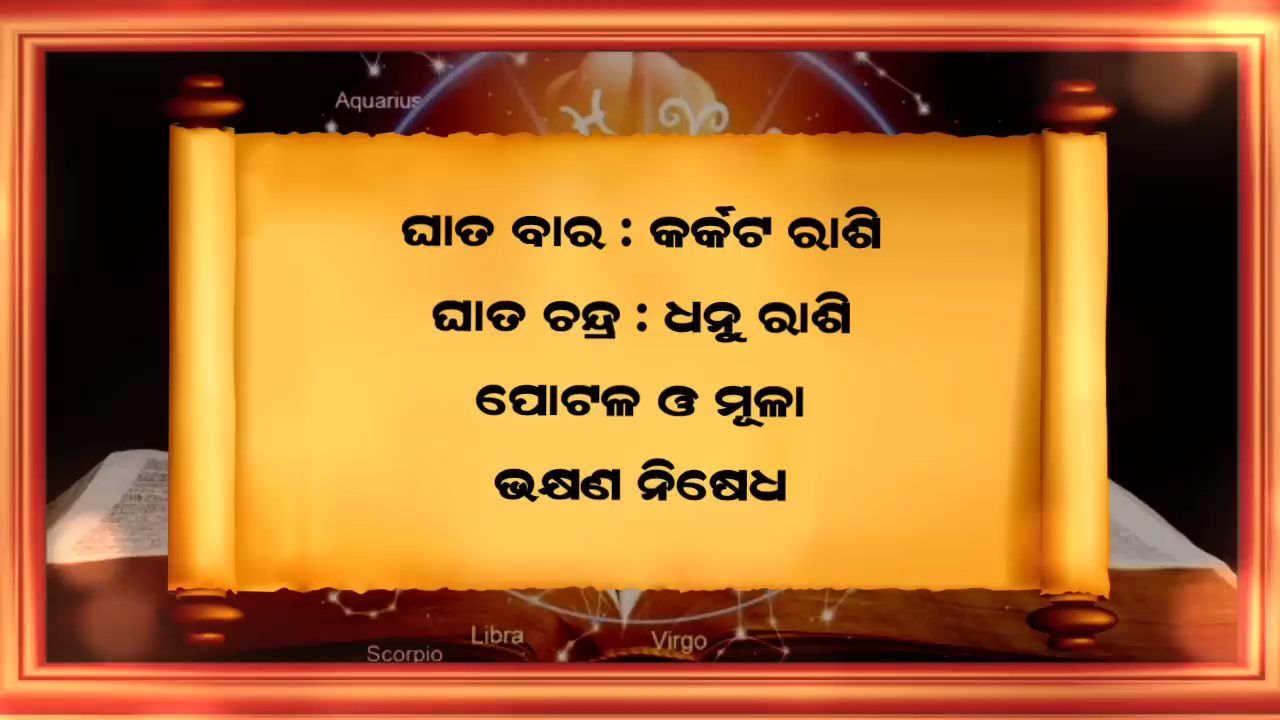 Aquarius
ଘାତ ବାର : କର୍କଟ ରାଶି
ଘାତ ଚନ୍ଦ୍ର : ଧନୁ ରାଶି
ପୋଟଳ ଓ ମୂଳା
ଭକ୍ଷଣ ନିଷେଧ
Libra
Virgo
Scorpio